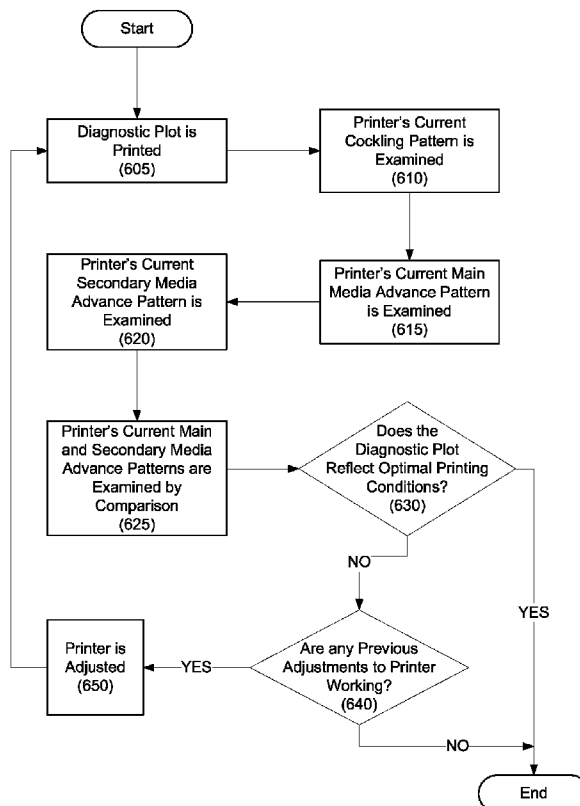 Start
Diagnostic Plot is
Printed
(605)
Printer's Current
Cockling Pattern is
Examined
(610)
Printer's Current Main
Media Advance Pattern
is Examined
(615)
Printer's Current
Secondary Media
Advance Pattern is
Examined
(620)
Printer's Current Main
and Secondary Media
Advance Patterns are
Examined by
Comparison
(625)
Does the
Diagnostic Plot
Reflect Optimal Printing
Conditions?
(630)
NO
YES
Are any Previous
Adjustments to Printer
Working?
(640)
YES
Printer is
Adjusted
(650)
NO
End